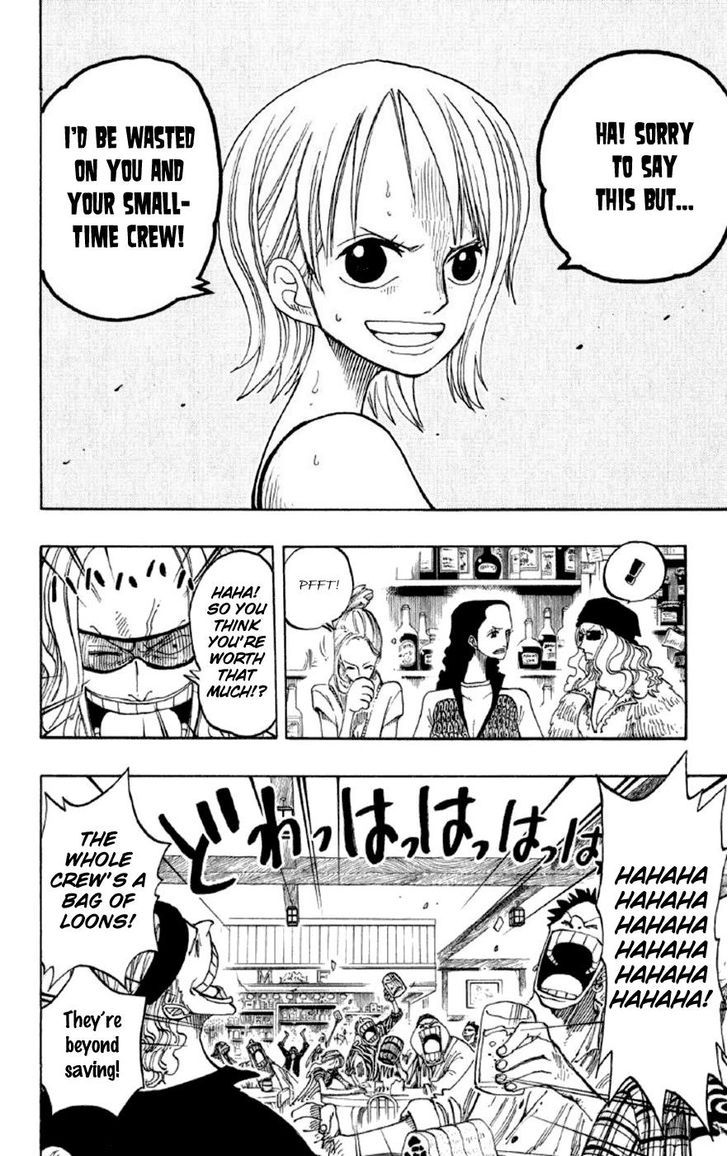 HA! SORRY
TO SAY
THIS BUT...
I'D BE WASTED
ON YOU AND
YOUR SMALL-
TIME CREW!
!
PFFT!
HAHA!
SO YOU
THINK
YOU'RE
WORTH
THAT
MUCH!?
どわっはっはっはっは
HAHAHA
HAHAHA
HAHAHA
HAHAHA
HAHAHA
HAHAHA!
THE
WHOLE
CREW'S A
BAG OF
LOONS!
They're
beyond
saving!